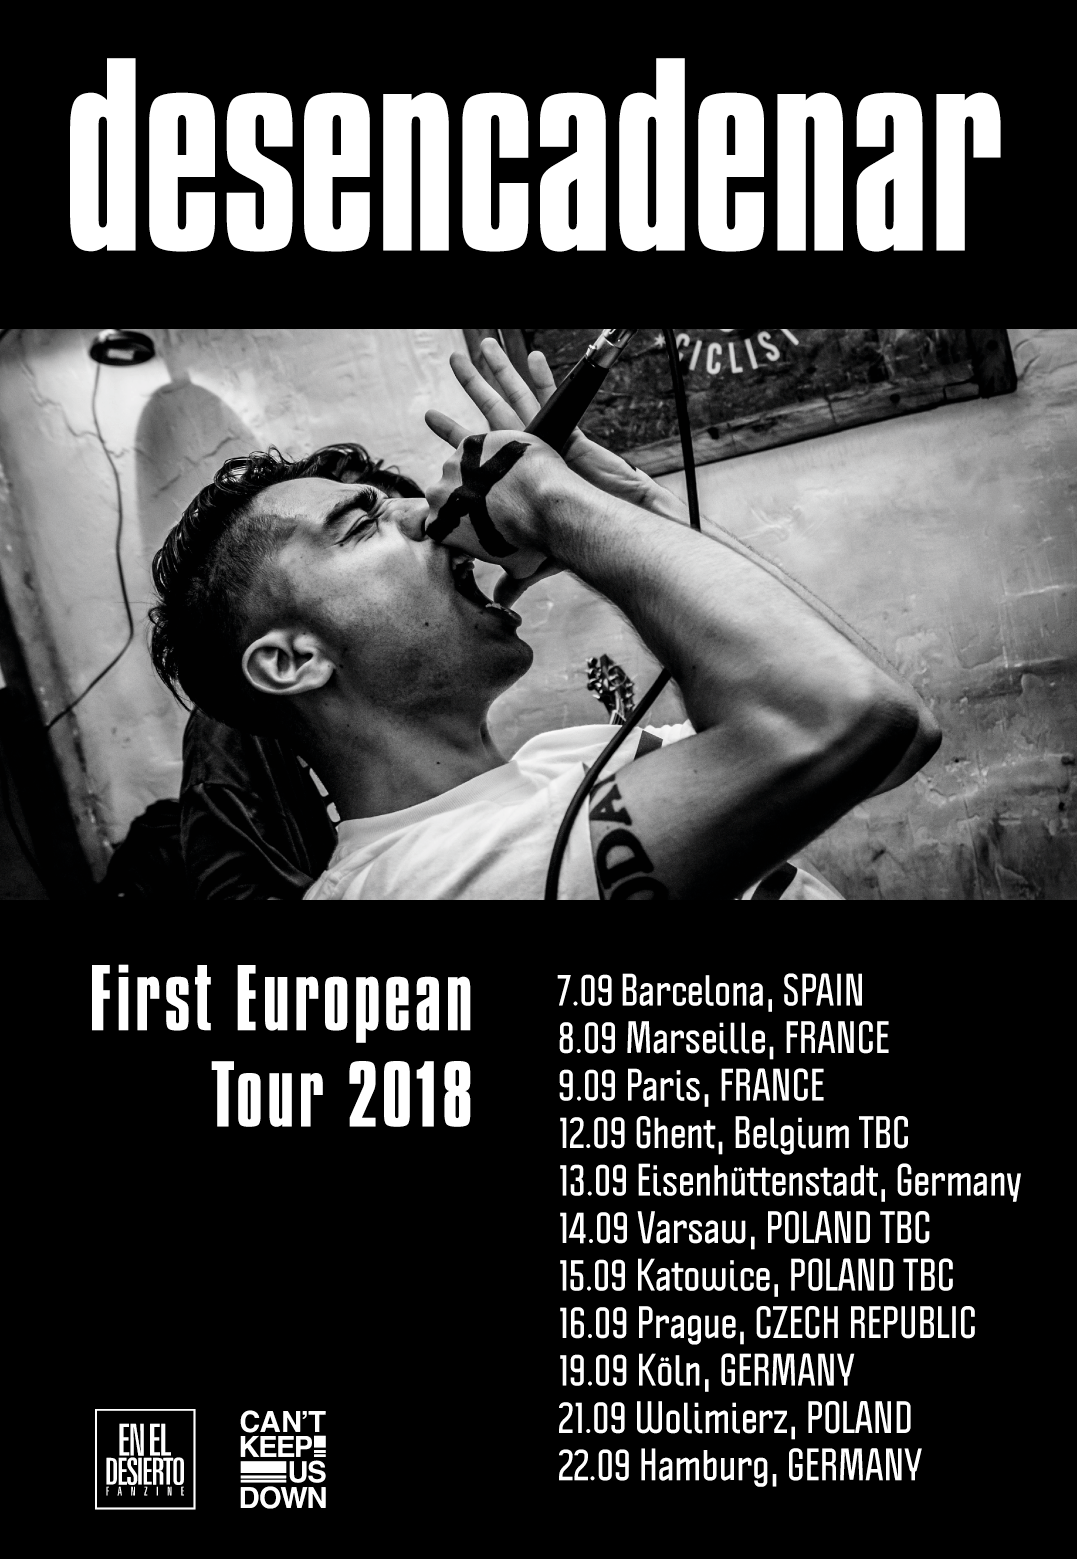 desencadenar
CICLIST
ODAY
First European
Tour 2018
7.09 Barcelona, SPAIN
8.09 Marseille, FRANCE
9.09 Paris, FRANCE
12.09 Ghent, Belgium TBC
13.09 Eisenhüttenstadt, Germany
14.09 Varsaw, POLAND TBC
15.09 Katowice, POLAND TBC
16.09 Prague, CZECH REPUBLIC
19.09 Köln, GERMANY
21.09 Wolimierz, POLAND
22.09 Hamburg, GERMANY
EN EL
DESIERTO
FANZINE
CAN'T
KEEP
US
DOWN